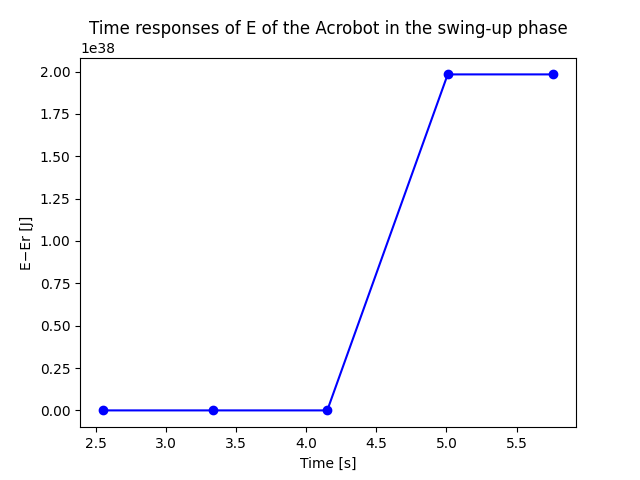 Time responses of E of the Acrobot in the swing-up phase
1e38
2.00
1.75
1.50
1.25
1.00
0.75
0.50
0.25
0.00
E−Er [J]
2.5 3.0 3.5 4.0 4.5 5.0 5.5
Time [s]